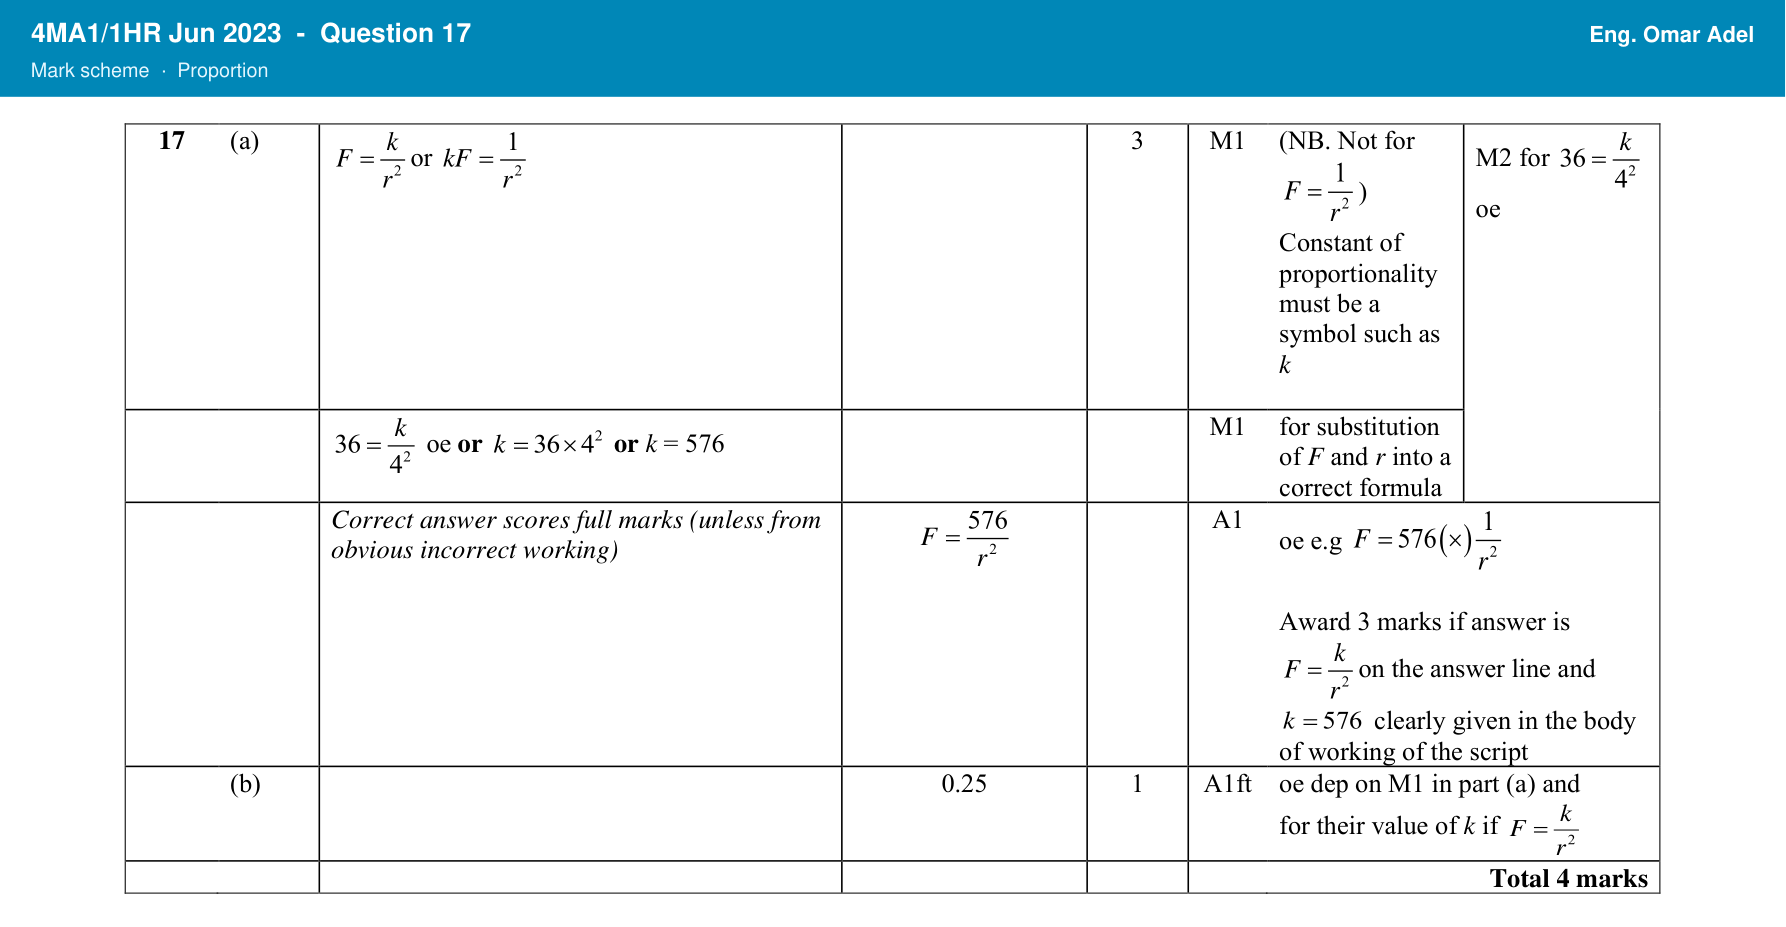 4MA1/1HR Jun 2023 - Question 17
Eng. Omar Adel
Mark scheme · Proportion
17 (a) F = k/r² or kF = 1/r² 3 M1 (NB. Not for F = 1/r² ) Constant of proportionality must be a symbol such as k M2 for 36 = k/4² oe
36 = k/4² oe or k = 36 × 4² or k = 576 M1 for substitution of F and r into a correct formula
Correct answer scores full marks (unless from obvious incorrect working) F = 576/r² A1 oe e.g F = 576(×)1/r²
Award 3 marks if answer is
F = k/r² on the answer line and
k = 576 clearly given in the body
of working of the script
(b) 0.25 1 A1ft oe dep on M1 in part (a) and
for their value of k if F = k/r²
Total 4 marks